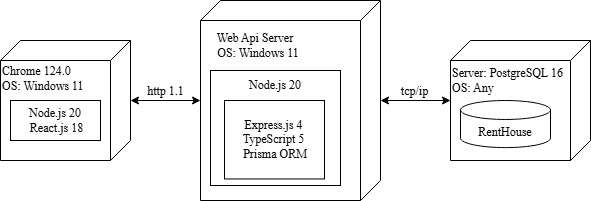 Chrome 124.0
OS: Windows 11
Node.js 20
React.js 18
http 1.1
Web Api Server
OS: Windows 11
Node.js 20
Express.js 4
TypeScript 5
Prisma ORM
tcp/ip
Server: PostgreSQL 16
OS: Any
RentHouse